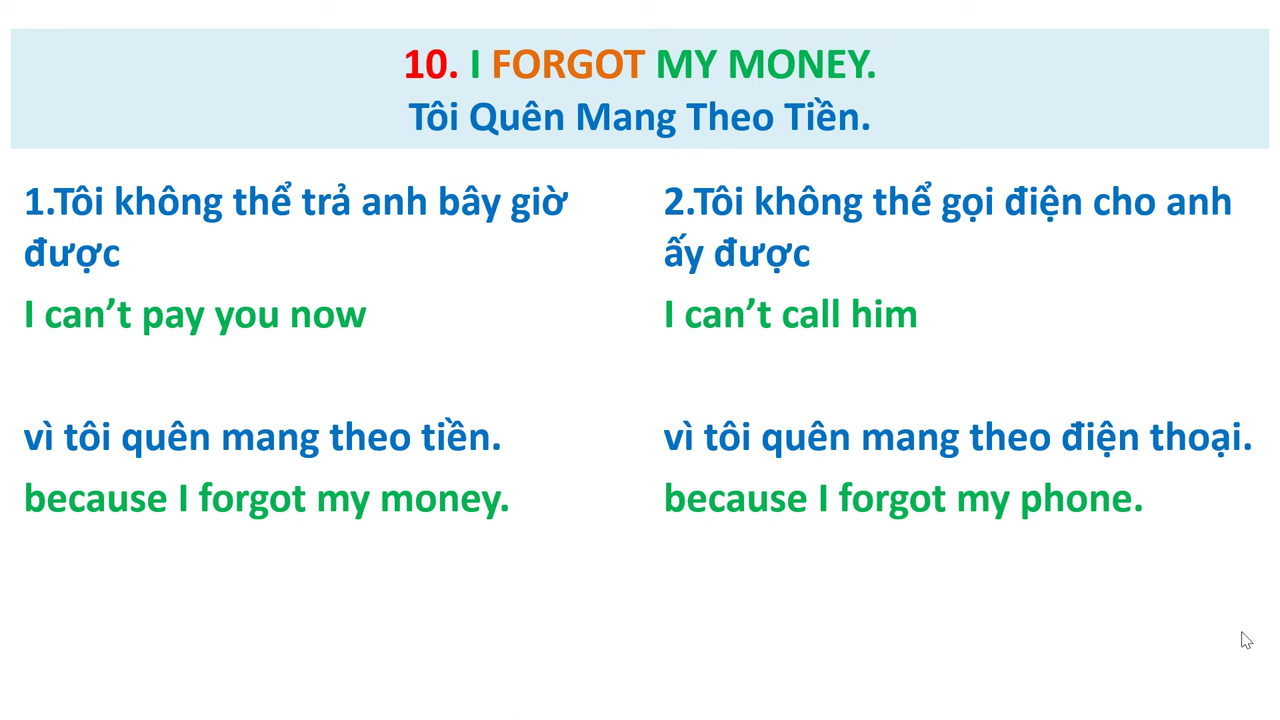 10. I FORGOT MY MONEY.
Tôi Quên Mang Theo Tiền.
1.Tôi không thể trả anh bây giờ
được
I can’t pay you now
vì tôi quên mang theo tiền.
because I forgot my money.
2.Tôi không thể gọi điện cho anh
ấy được
I can’t call him
vì tôi quên mang theo điện thoại.
because I forgot my phone.